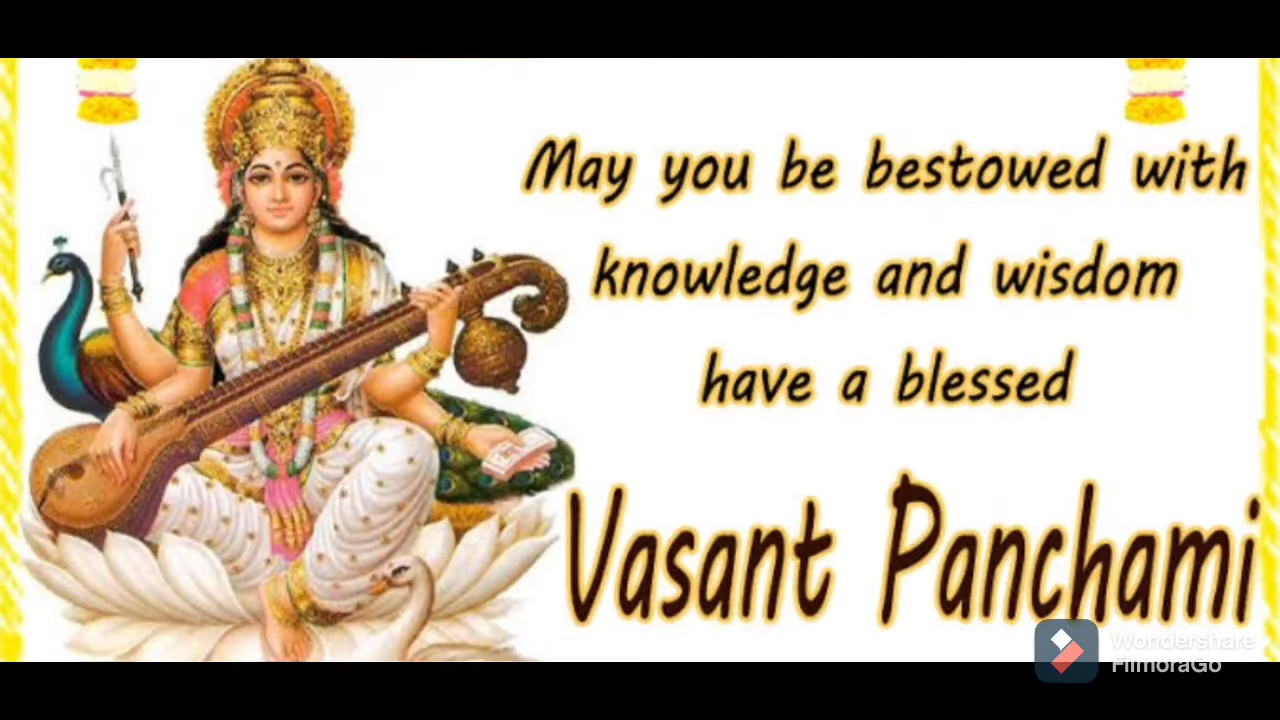 May you be bestowed with
knowledge and wisdom
have a blessed
Vasant Panchami
Wondershare
FilmoraGo